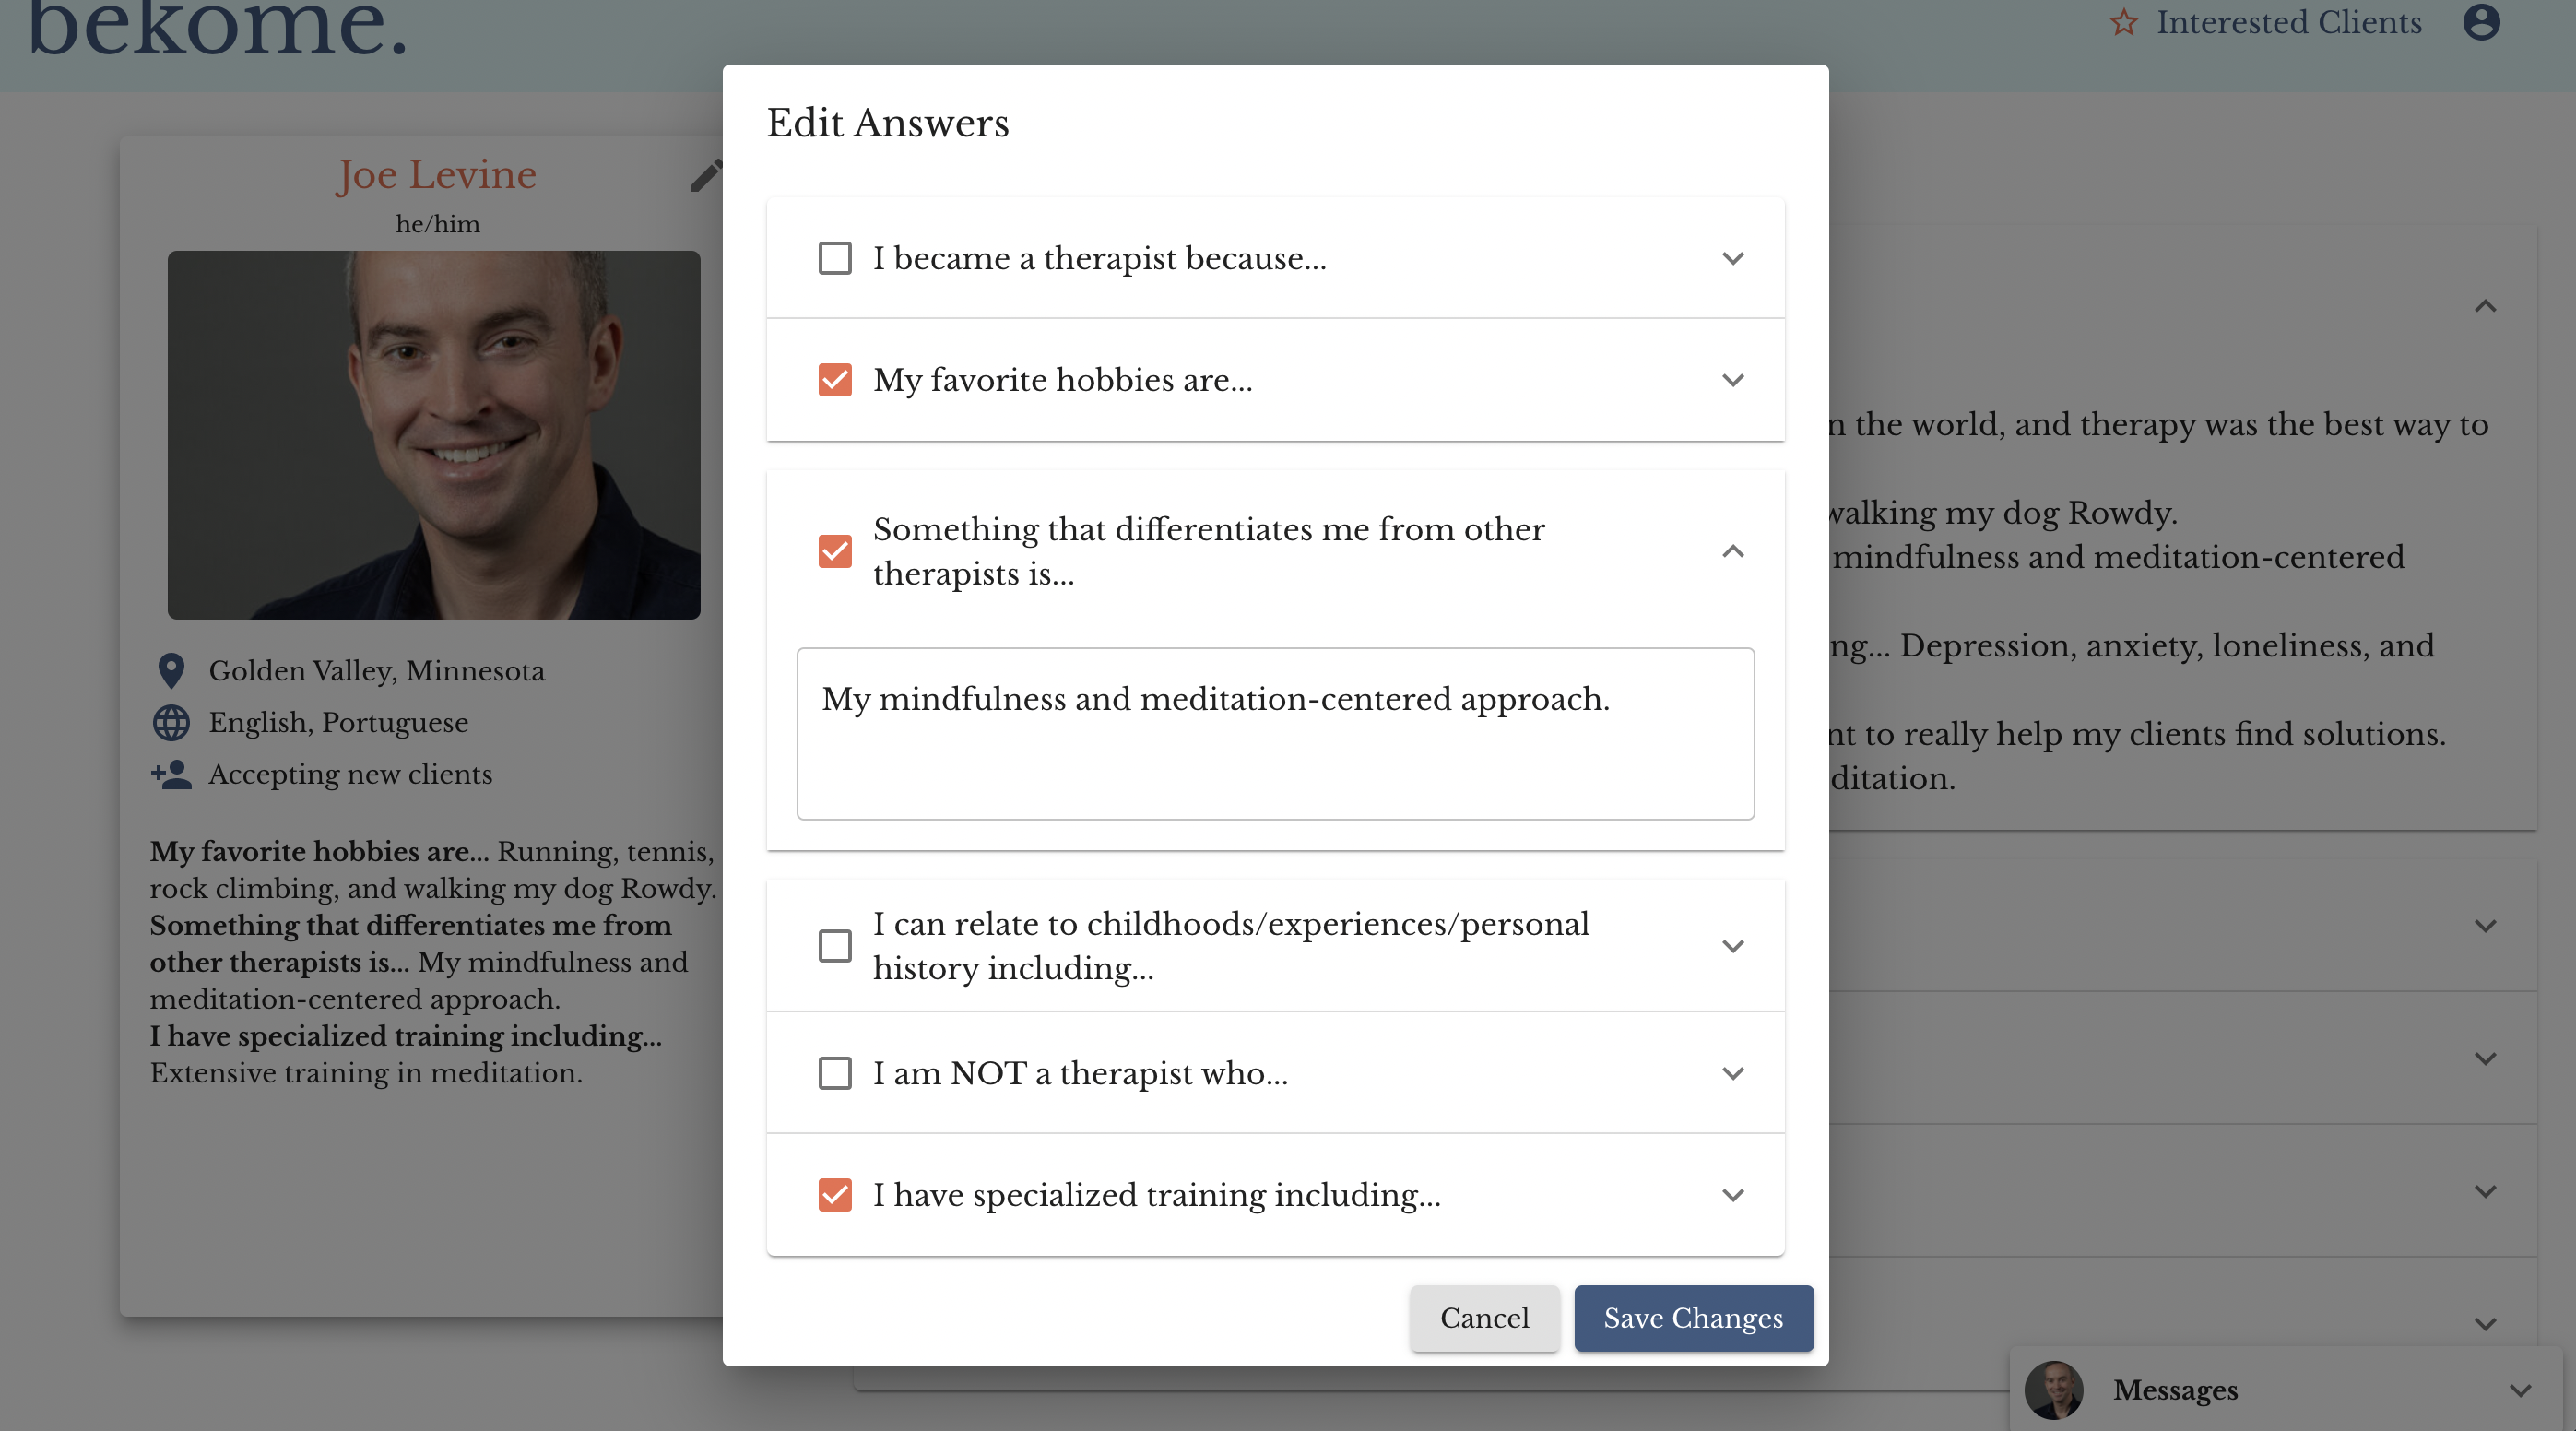 bekome.
Interested Clients
Joe Levine
he/him
Golden Valley, Minnesota
English, Portuguese
Accepting new clients
My favorite hobbies are... Running, tennis,
rock climbing, and walking my dog Rowdy.
Something that differentiates me from
other therapists is... My mindfulness and
meditation-centered approach.
I have specialized training including...
Extensive training in meditation.
Edit Answers
I became a therapist because...
My favorite hobbies are...
Something that differentiates me from other
therapists is...
My mindfulness and meditation-centered approach.
I can relate to childhoods/experiences/personal
history including...
I am NOT a therapist who...
I have specialized training including...
Cancel
Save Changes
the world, and therapy was the best way to
walking my dog Rowdy.
mindfulness and meditation-centered
Depression, anxiety, loneliness, and
to really help my clients find solutions.
Messages